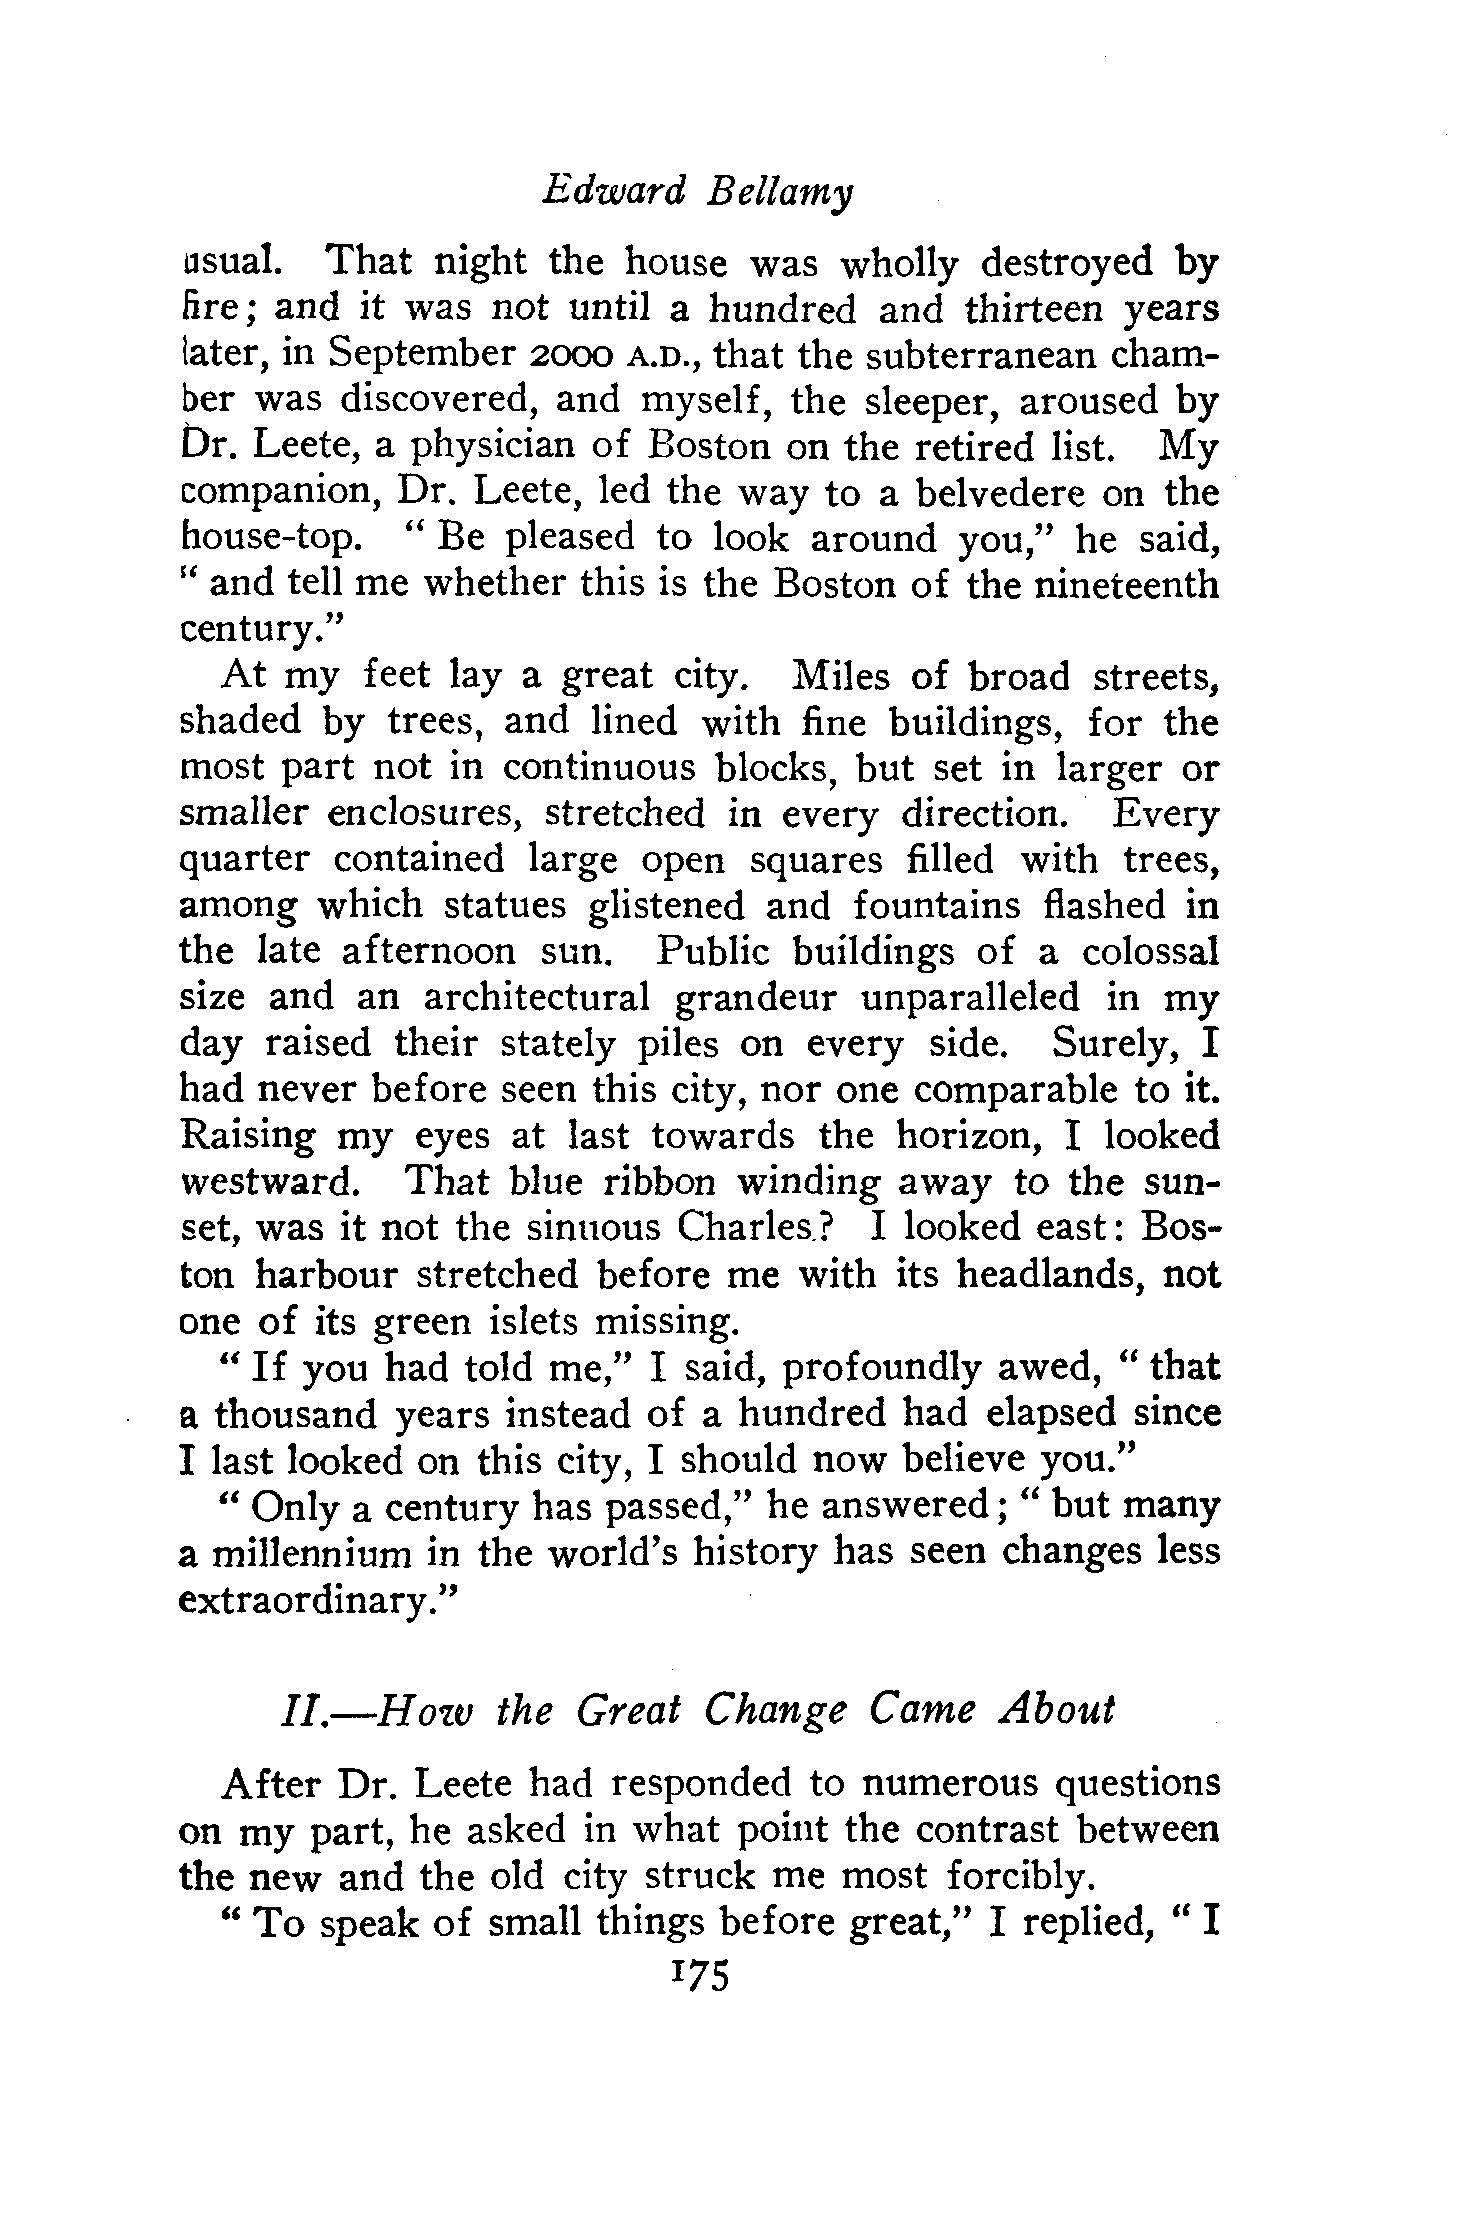 Edward Bellamy
usual. That night the house was wholly destroyed by
fire; and it was not until a hundred and thirteen years
later, in September 2000 A.D., that the subterranean cham-
ber was discovered, and myself, the sleeper, aroused by
Dr. Leete, a physician of Boston on the retired list. My
companion, Dr. Leete, led the way to a belvedere on the
house-top. “ Be pleased to look around you,” he said,
“ and tell me whether this is the Boston of the nineteenth
century.”
At my feet lay a great city. Miles of broad streets,
shaded by trees, and lined with fine buildings, for the
most part not in continuous blocks, but set in larger or
smaller enclosures, stretched in every direction. Every
quarter contained large open squares filled with trees,
among which statues glistened and fountains flashed in
the late afternoon sun. Public buildings of a colossal
size and an architectural grandeur unparalleled in my
day raised their stately piles on every side. Surely, I
had never before seen this city, nor one comparable to it.
Raising my eyes at last towards the horizon, I looked
westward. That blue ribbon winding away to the sun-
set, was it not the sinuous Charles? I looked east: Bos-
ton harbour stretched before me with its headlands, not
one of its green islets missing.
“ If you had told me,” I said, profoundly awed, “ that
a thousand years instead of a hundred had elapsed since
I last looked on this city, I should now believe you.”
“ Only a century has passed,” he answered; “ but many
a millennium in the world's history has seen changes less
extraordinary.”
II.—How the Great Change Came About
After Dr. Leete had responded to numerous questions
on my part, he asked in what point the contrast between
the new and the old city struck me most forcibly.
“ To speak of small things before great,” I replied, “ I
175